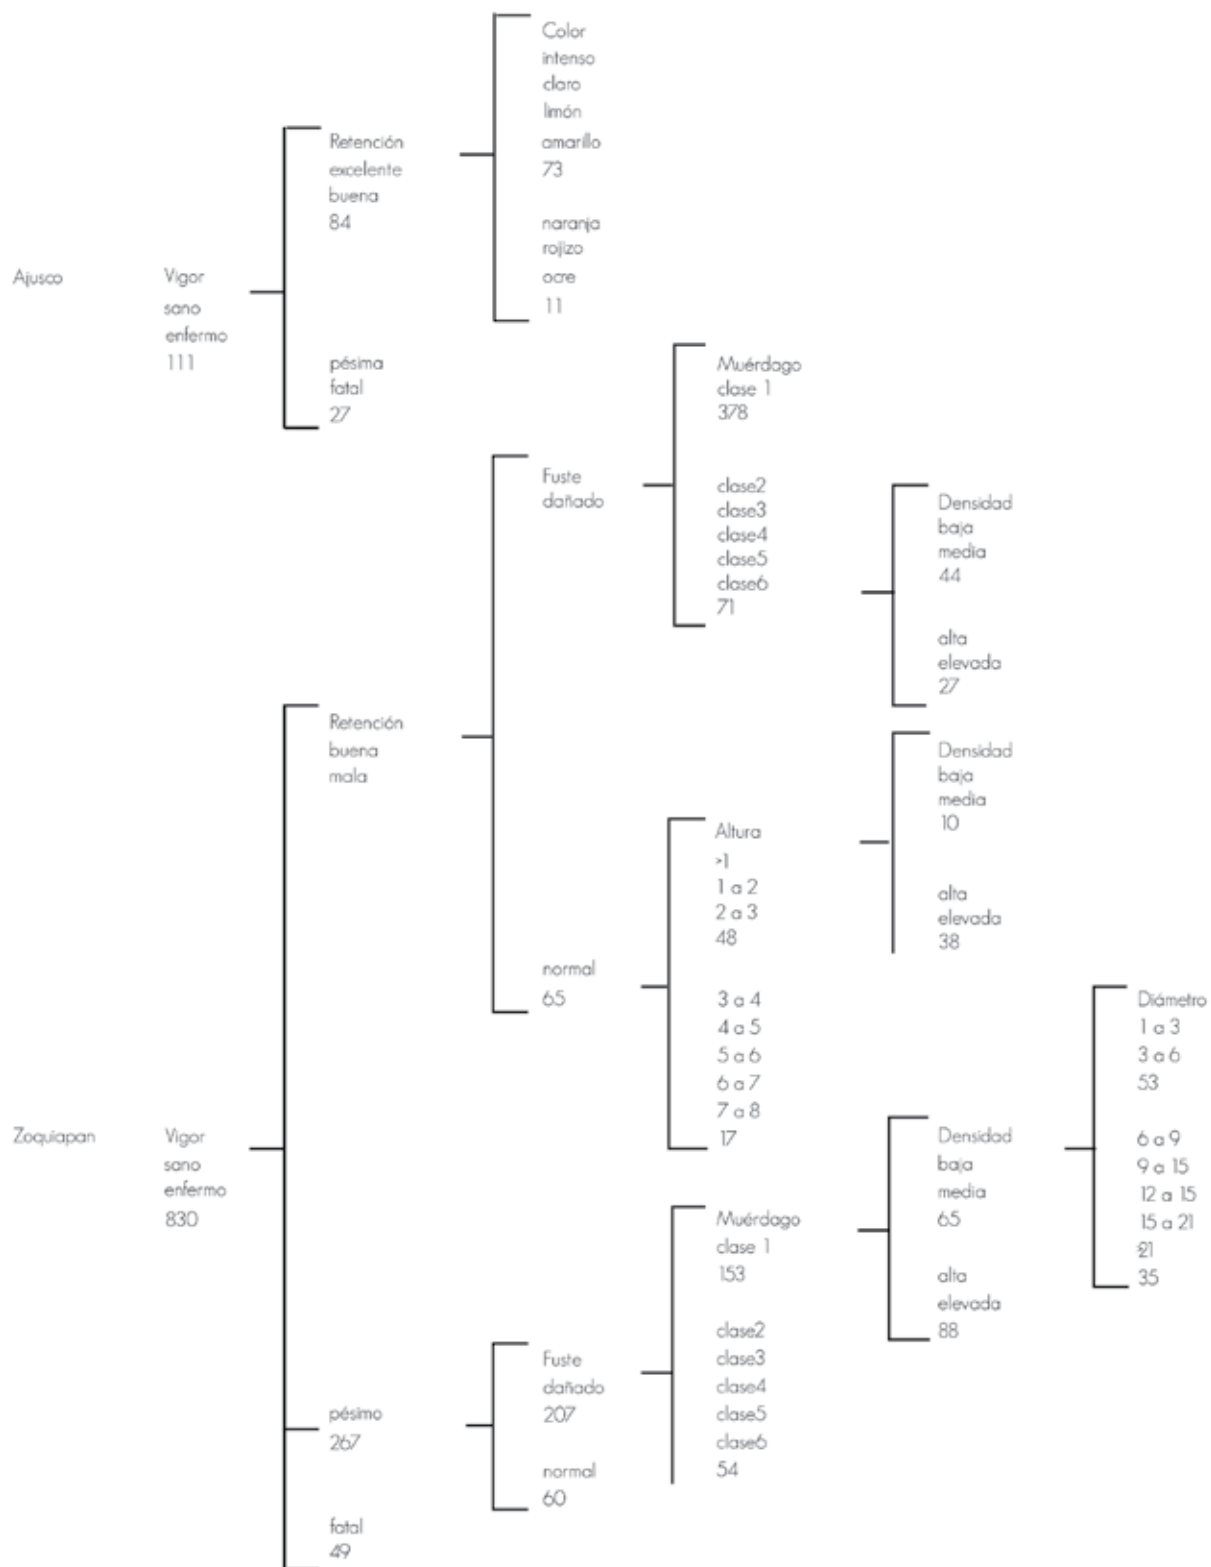 Color
intenso
claro
limón
amarillo
73
naranja
rojizo
ocre
11
Retención
excelente
buena
84
pésima
fatal
27
Ajusco
Vigor
sano
enfermo
111
Muérdago
clase 1
378
clase2
clase3
clase4
clase5
clase6
71
Fuste
dañado
Densidad
baja
media
44
alta
elevada
27
Retención
buena
mala
Densidad
baja
media
10
alta
elevada
38
Altura
>1
1 a 2
2 a 3
48
normal
65
3 a 4
4 a 5
5 a 6
6 a 7
7 a 8
17
Diámetro
1 a 3
3 a 6
53
6 a 9
9 a 15
12 a 15
15 a 21
>21
35
Zoquiapan
Vigor
sano
enfermo
830
Densidad
baja
media
65
alta
elevada
88
Muérdago
clase 1
153
clase2
clase3
clase4
clase5
clase6
54
Fuste
dañado
207
normal
60
pésimo
267
fatal
49